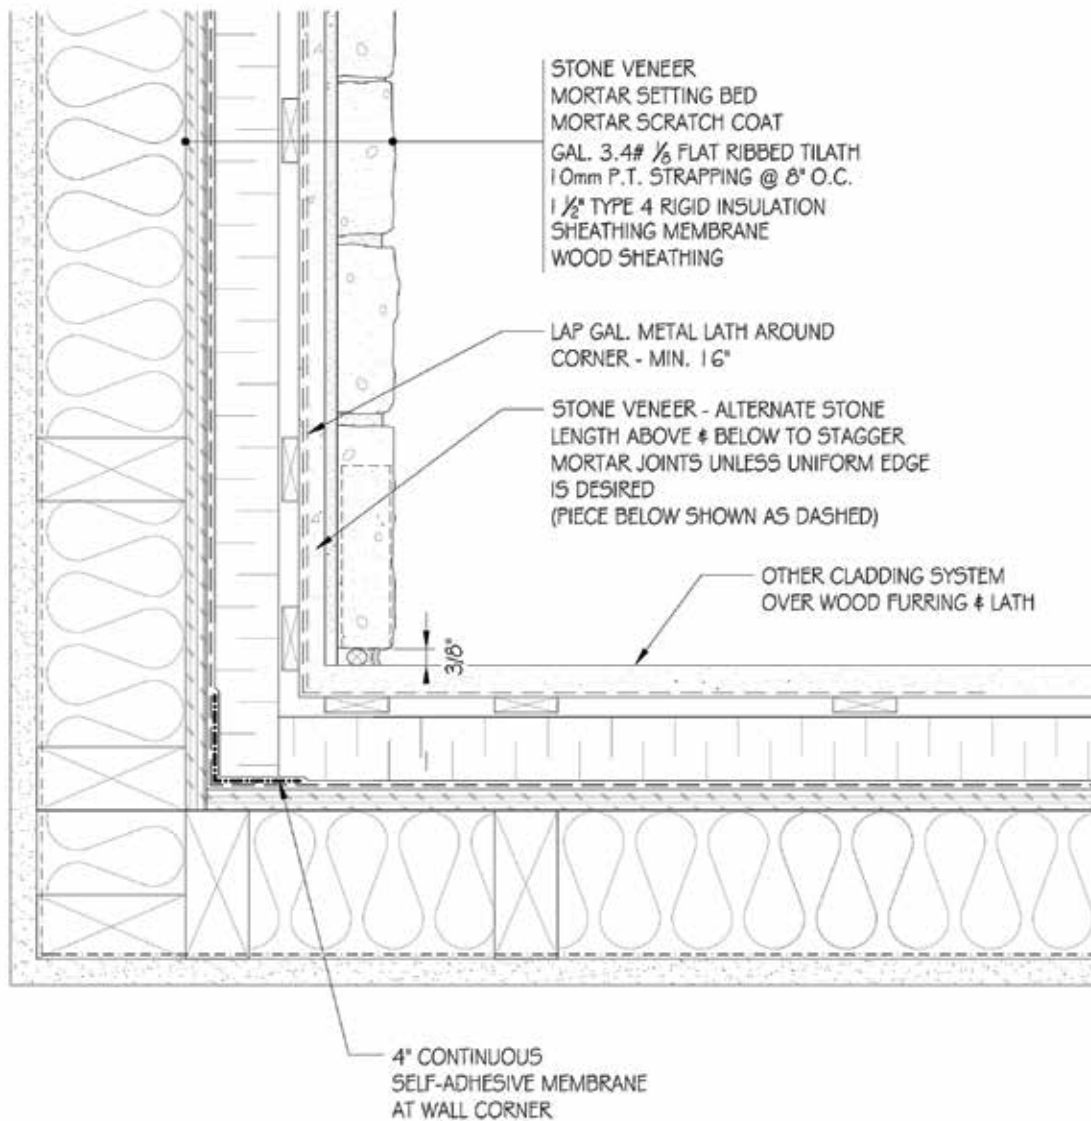 STONE VENEER
MORTAR SETTING BED
MORTAR SCRATCH COAT
GAL. 3.4# ⅛ FLAT RIBBED TILATH
10mm P.T. STRAPPING @ 8" O.C.
1 ½" TYPE 4 RIGID INSULATION
SHEATHING MEMBRANE
WOOD SHEATHING
LAP GAL. METAL LATH AROUND
CORNER - MIN. 16"
STONE VENEER - ALTERNATE STONE
LENGTH ABOVE & BELOW TO STAGGER
MORTAR JOINTS UNLESS UNIFORM EDGE
IS DESIRED
(PIECE BELOW SHOWN AS DASHED)
OTHER CLADDING SYSTEM
OVER WOOD FURRING & LATH
3/8"
4" CONTINUOUS
SELF-ADHESIVE MEMBRANE
AT WALL CORNER